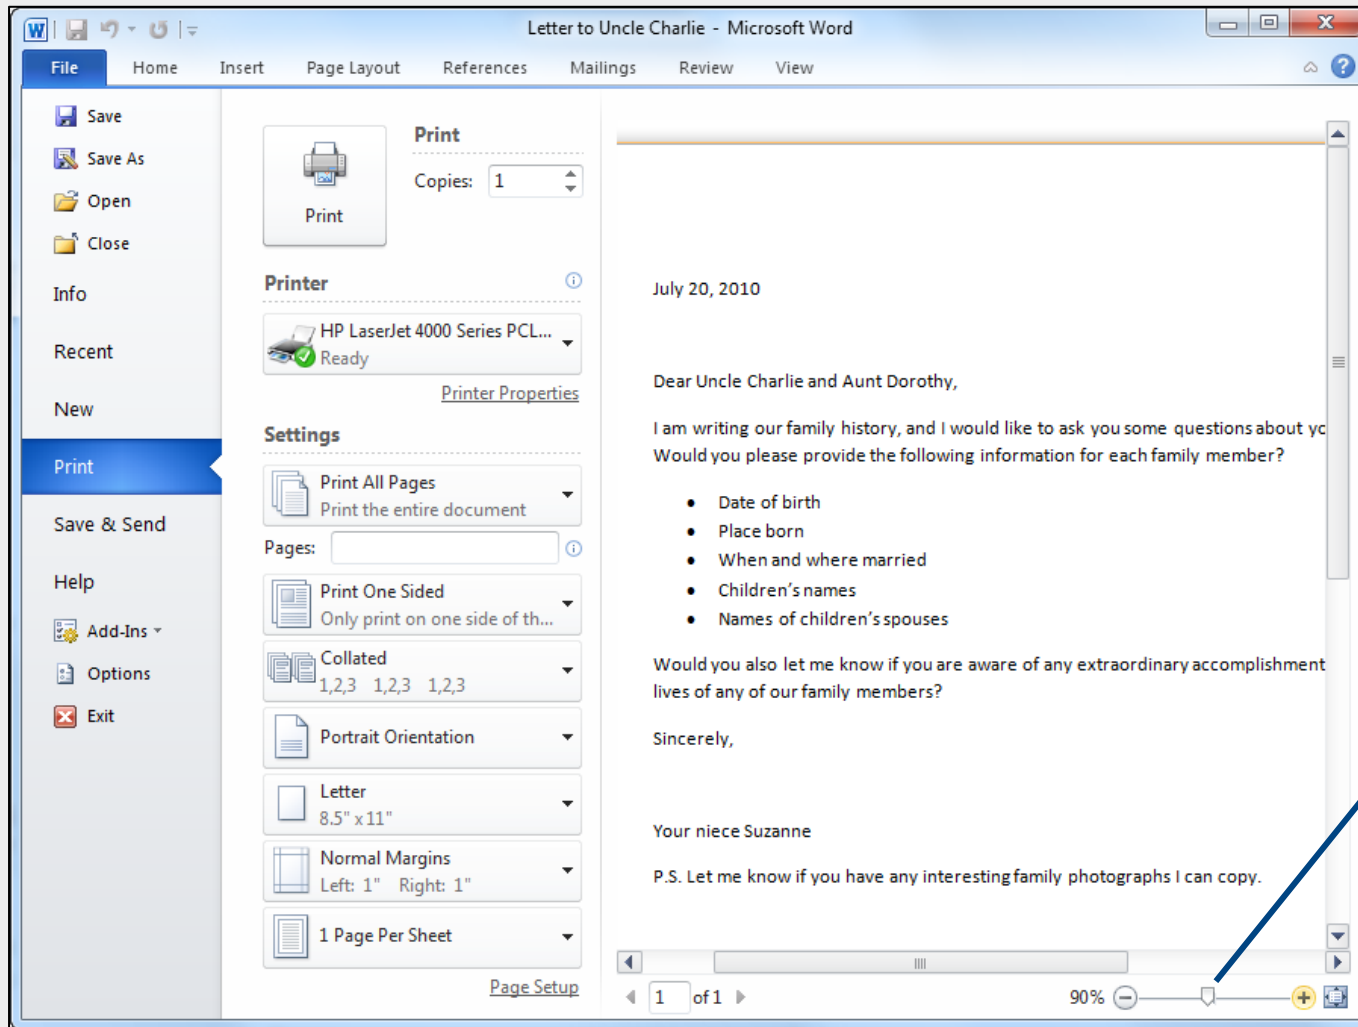 Letter to Uncle Charlie - Microsoft Word
File Home Insert Page Layout References Mailings Review View
Save
Save As
Open
Close
Info
Recent
New
Print
Save & Send
Help
Add-Ins
Options
Exit
Print
Print
Copies: 1
Printer
HP LaserJet 4000 Series PCL...
Ready
Printer Properties
Settings
Print All Pages
Print the entire document
Pages:
Print One Sided
Only print on one side of th...
Collated
1,2,3 1,2,3 1,2,3
Portrait Orientation
Letter
8.5" x 11"
Normal Margins
Left: 1" Right: 1"
1 Page Per Sheet
Page Setup
July 20, 2010
Dear Uncle Charlie and Aunt Dorothy,
I am writing our family history, and I would like to ask you some questions about yo
Would you please provide the following information for each family member?
• Date of birth
• Place born
• When and where married
• Children's names
• Names of children's spouses
Would you also let me know if you are aware of any extraordinary accomplishment
lives of any of our family members?
Sincerely,
Your niece Suzanne
P.S. Let me know if you have any interesting family photographs I can copy.
1 of 1
90%